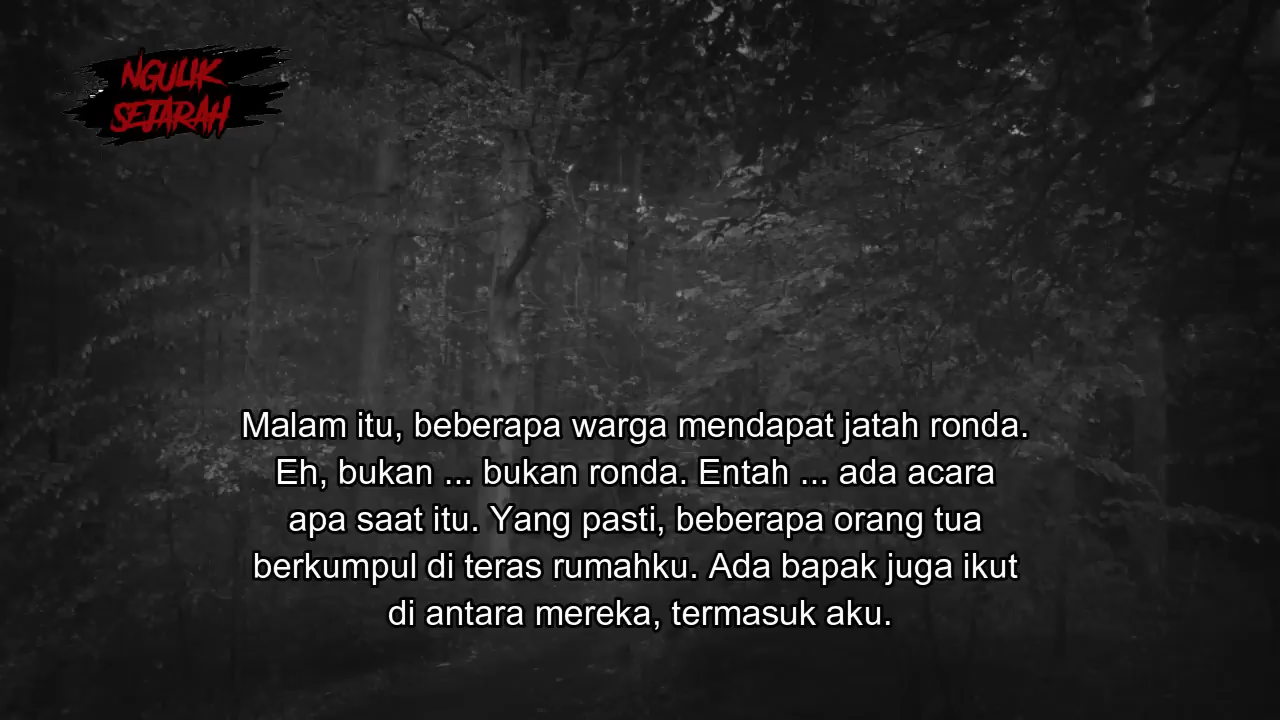 NGULIK
SEJARAH
Malam itu, beberapa warga mendapat jatah ronda.
Eh, bukan ... bukan ronda. Entah ... ada acara
apa saat itu. Yang pasti, beberapa orang tua
berkumpul di teras rumahku. Ada bapak juga ikut
di antara mereka, termasuk aku.